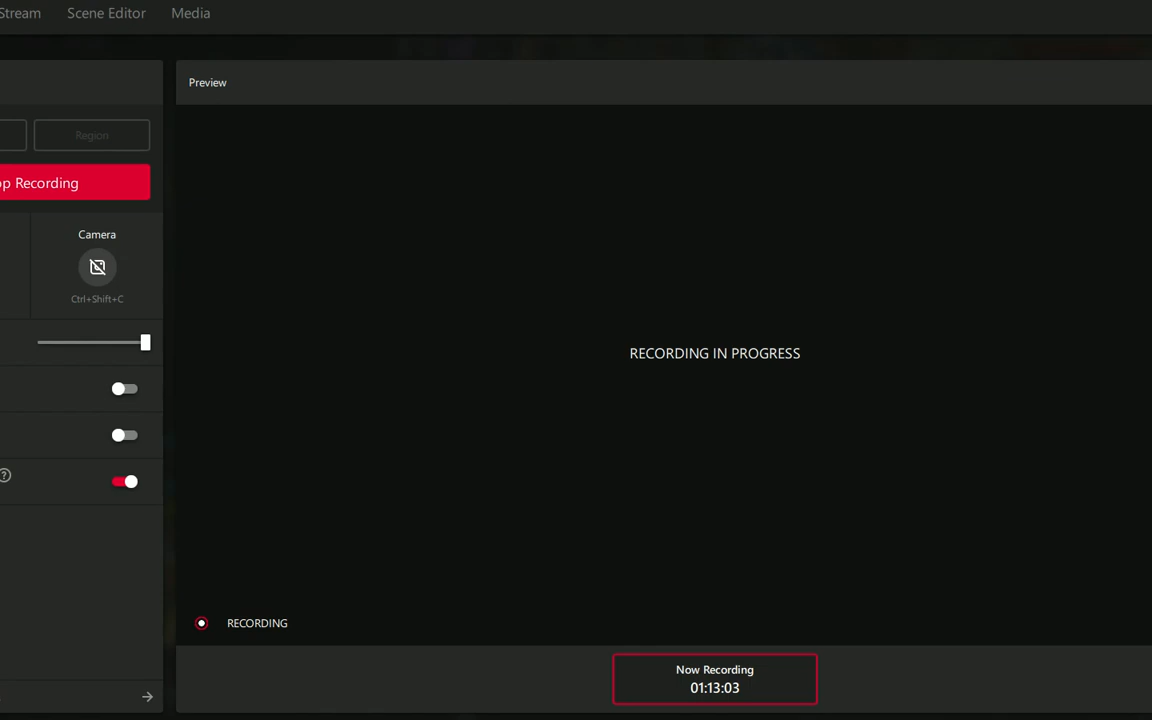 Stream Scene Editor Media
Preview
Region
op Recording
Camera
Ctrl+Shift+C
RECORDING IN PROGRESS
RECORDING
Now Recording
01:13:03